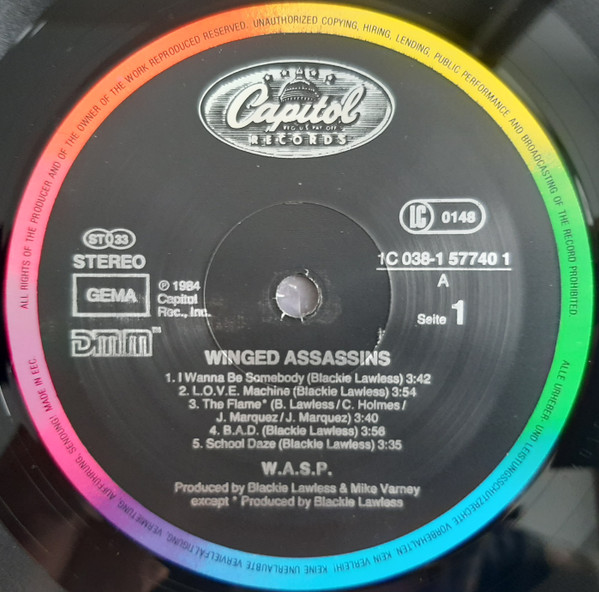 ALL RIGHTS OF THE PRODUCER AND OF THE OWNER OF THE WORK REPRODUCED RESERVED. UNAUTHORIZED COPYING, HIRING, LENDING, PUBLIC PERFORMANCE AND BROADCASTING OF THE RECORD PROHIBITED.
Capitol
REG. U.S. PAT. OFF.
RECORDS
LC 0148
ST 33
STEREO
1C 038-1 57740 1
GEMA
℗ 1984
Capitol
Rec., Inc.
A
Seite 1
DMM™
WINGED ASSASSINS
1. I Wanna Be Somebody (Blackie Lawless) 3:42
2. L.O.V.E. Machine (Blackie Lawless) 3:54
3. The Flame* (B. Lawless/C. Holmes/
J. Marquez/J. Marquez) 3:40
4. B.A.D. (Blackie Lawless) 3:56
5. School Daze (Blackie Lawless) 3:35
W.A.S.P.
Produced by Blackie Lawless & Mike Varney
except * Produced by Blackie Lawless
ALLE URHEBER- UND LEISTUNGSSCHUTZRECHTE VORBEHALTEN. KEIN VERLEIH! KEINE UNERLAUBTE VERVIELFÄLTIGUNG, VERMIETUNG, AUFFÜHRUNG, SENDUNG! MADE IN EEC